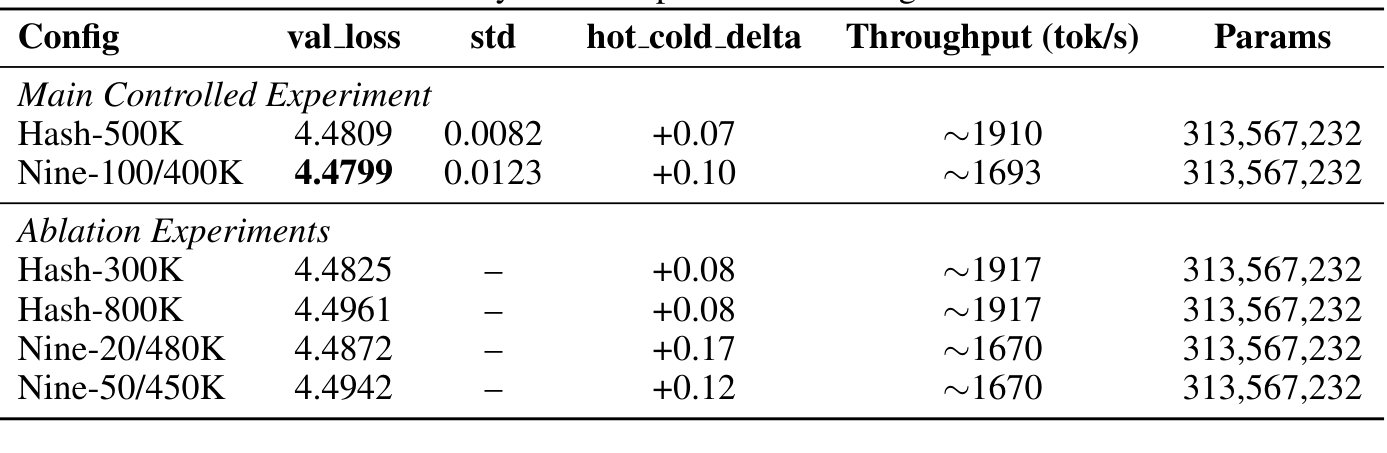 Config val_loss std hot_cold_delta Throughput (tok/s) Params
Main Controlled Experiment
Hash-500K 4.4809 0.0082 +0.07 ~1910 313,567,232
Nine-100/400K 4.4799 0.0123 +0.10 ~1693 313,567,232
Ablation Experiments
Hash-300K 4.4825 – +0.08 ~1917 313,567,232
Hash-800K 4.4961 – +0.08 ~1917 313,567,232
Nine-20/480K 4.4872 – +0.17 ~1670 313,567,232
Nine-50/450K 4.4942 – +0.12 ~1670 313,567,232